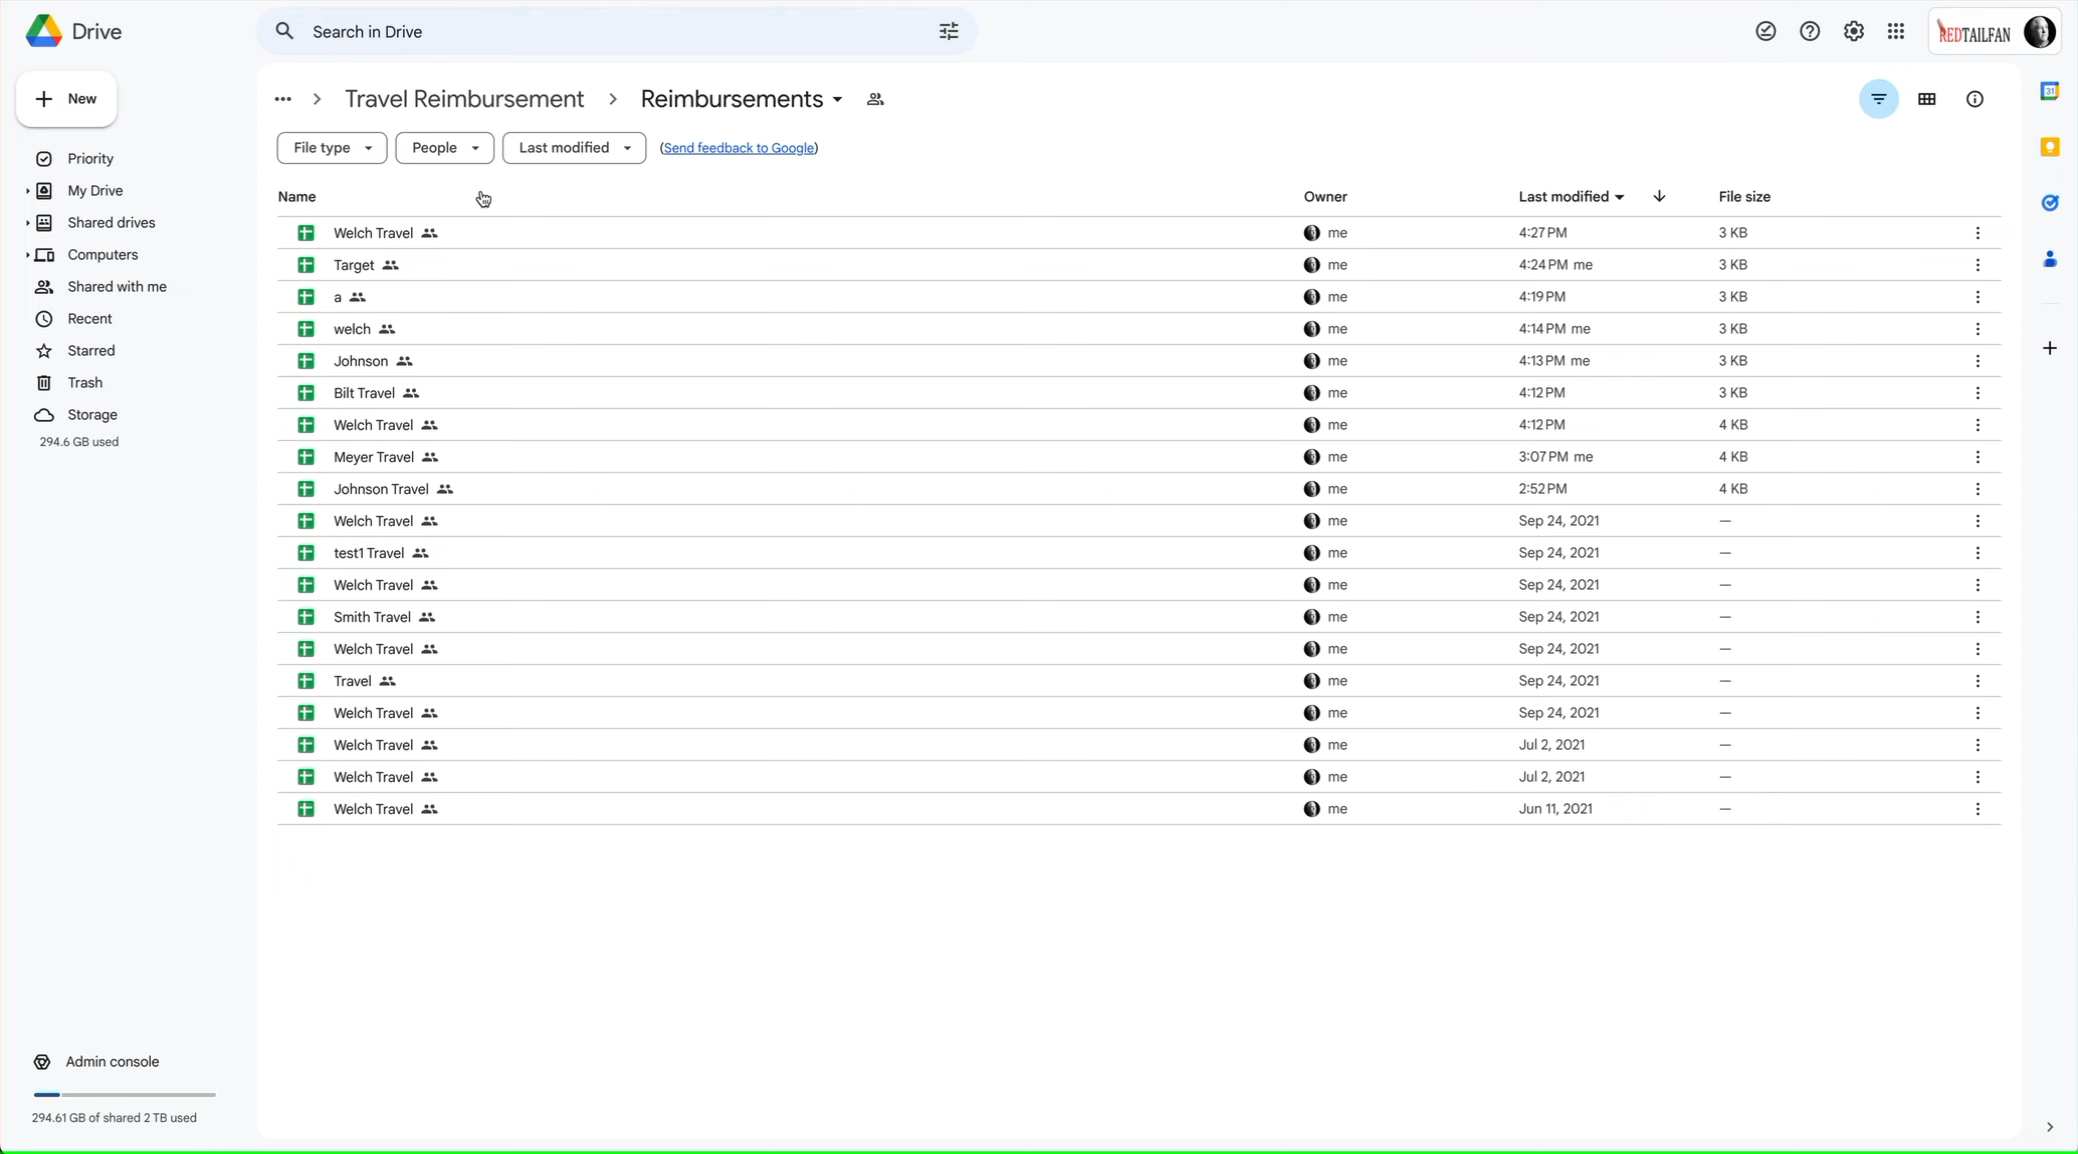 Drive
Search in Drive
REDTAILFAN
New
Travel Reimbursement
Reimbursements
File type
People
Last modified
(Send feedback to Google)
Priority
My Drive
Shared drives
Computers
Shared with me
Recent
Starred
Trash
Storage
294.6 GB used
Name Owner Last modified File size
Welch Travel me 4:27 PM 3 KB
Target me 4:24 PM me 3 KB
a me 4:19 PM 3 KB
welch me 4:14 PM me 3 KB
Johnson me 4:13 PM me 3 KB
Bilt Travel me 4:12 PM 3 KB
Welch Travel me 4:12 PM 4 KB
Meyer Travel me 3:07 PM me 4 KB
Johnson Travel me 2:52 PM 4 KB
Welch Travel me Sep 24, 2021 —
test1 Travel me Sep 24, 2021 —
Welch Travel me Sep 24, 2021 —
Smith Travel me Sep 24, 2021 —
Welch Travel me Sep 24, 2021 —
Travel me Sep 24, 2021 —
Welch Travel me Sep 24, 2021 —
Welch Travel me Jul 2, 2021 —
Welch Travel me Jul 2, 2021 —
Welch Travel me Jun 11, 2021 —
Admin console
294.61 GB of shared 2 TB used
31